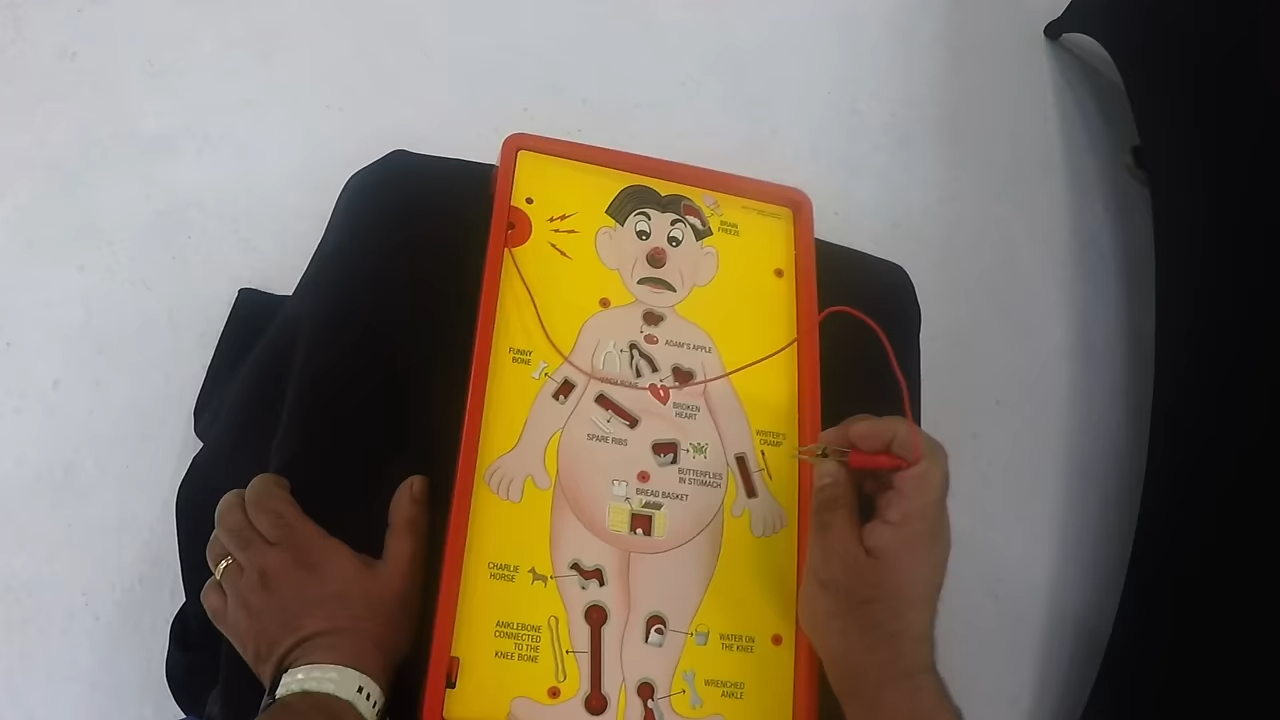 BRAIN
FREEZE
ADAM'S APPLE
FUNNY
BONE
BROKEN
HEART
SPARE RIBS
WRITER'S
CRAMP
BUTTERFLIES
IN STOMACH
BREAD BASKET
CHARLIE
HORSE
ANKLEBONE
CONNECTED
TO THE
KNEE BONE
WATER ON
THE KNEE
WRENCHED
ANKLE